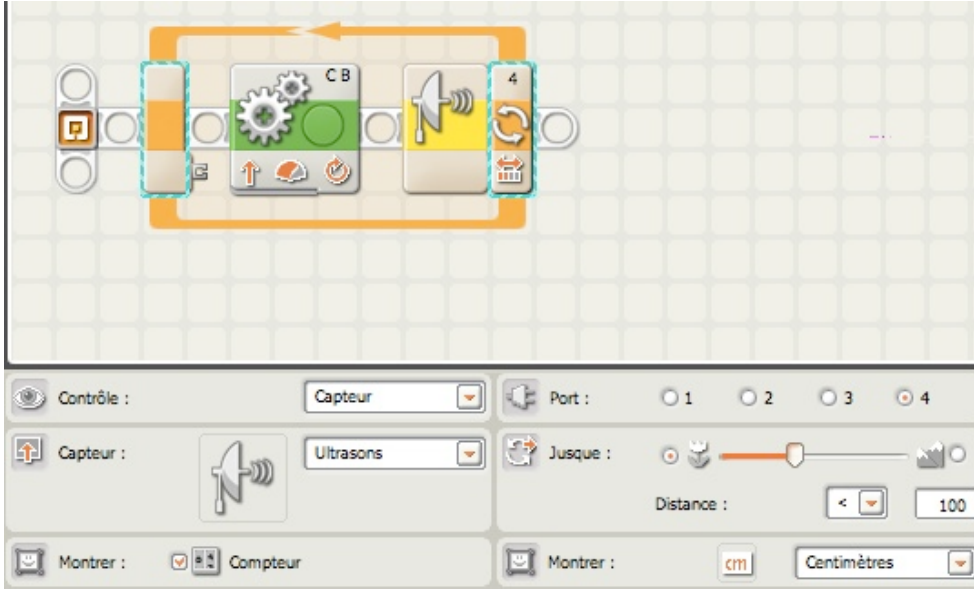 C B
4
Contrôle :
Capteur
Port :
1
2
3
4
Capteur :
Ultrasons
Jusque :
Distance :
<
100
Montrer :
Compteur
Montrer :
cm
Centimètres